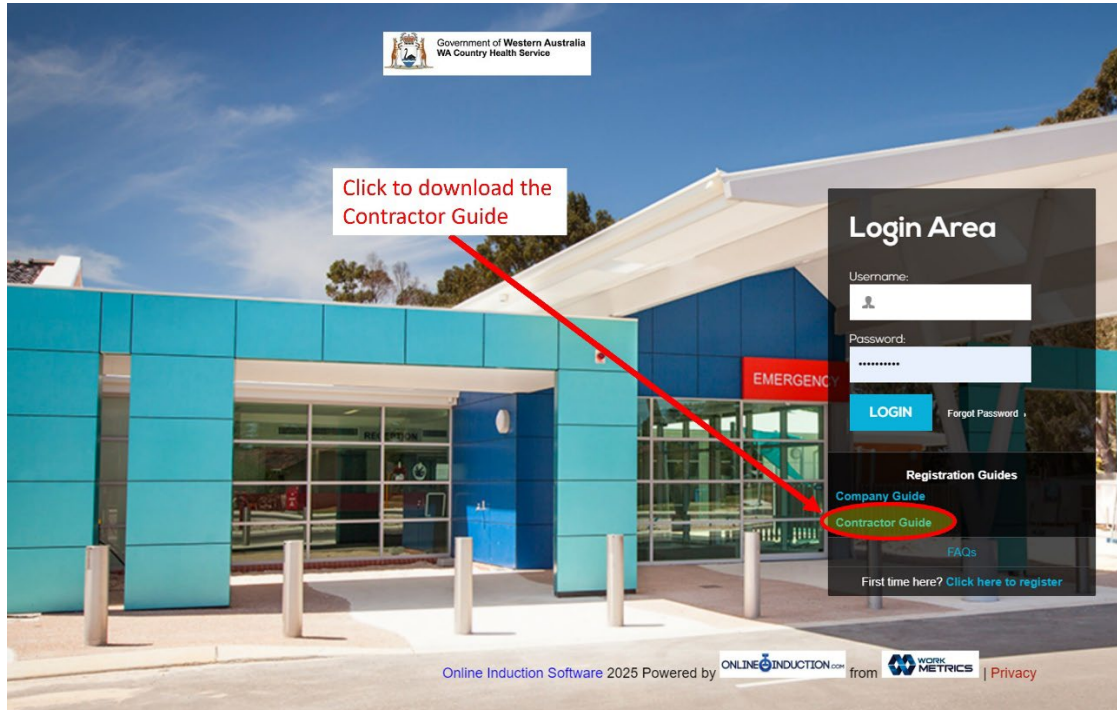 Government of Western Australia
WA Country Health Service
Click to download the
Contractor Guide
Login Area
Username:
Password:
••••••••••
EMERGENCY
RECEPTION
LOGIN
Forgot Password
Registration Guides
Company Guide
Contractor Guide
FAQs
First time here? Click here to register
Online Induction Software 2025 Powered by ONLINE INDUCTION.COM from WORK METRICS | Privacy